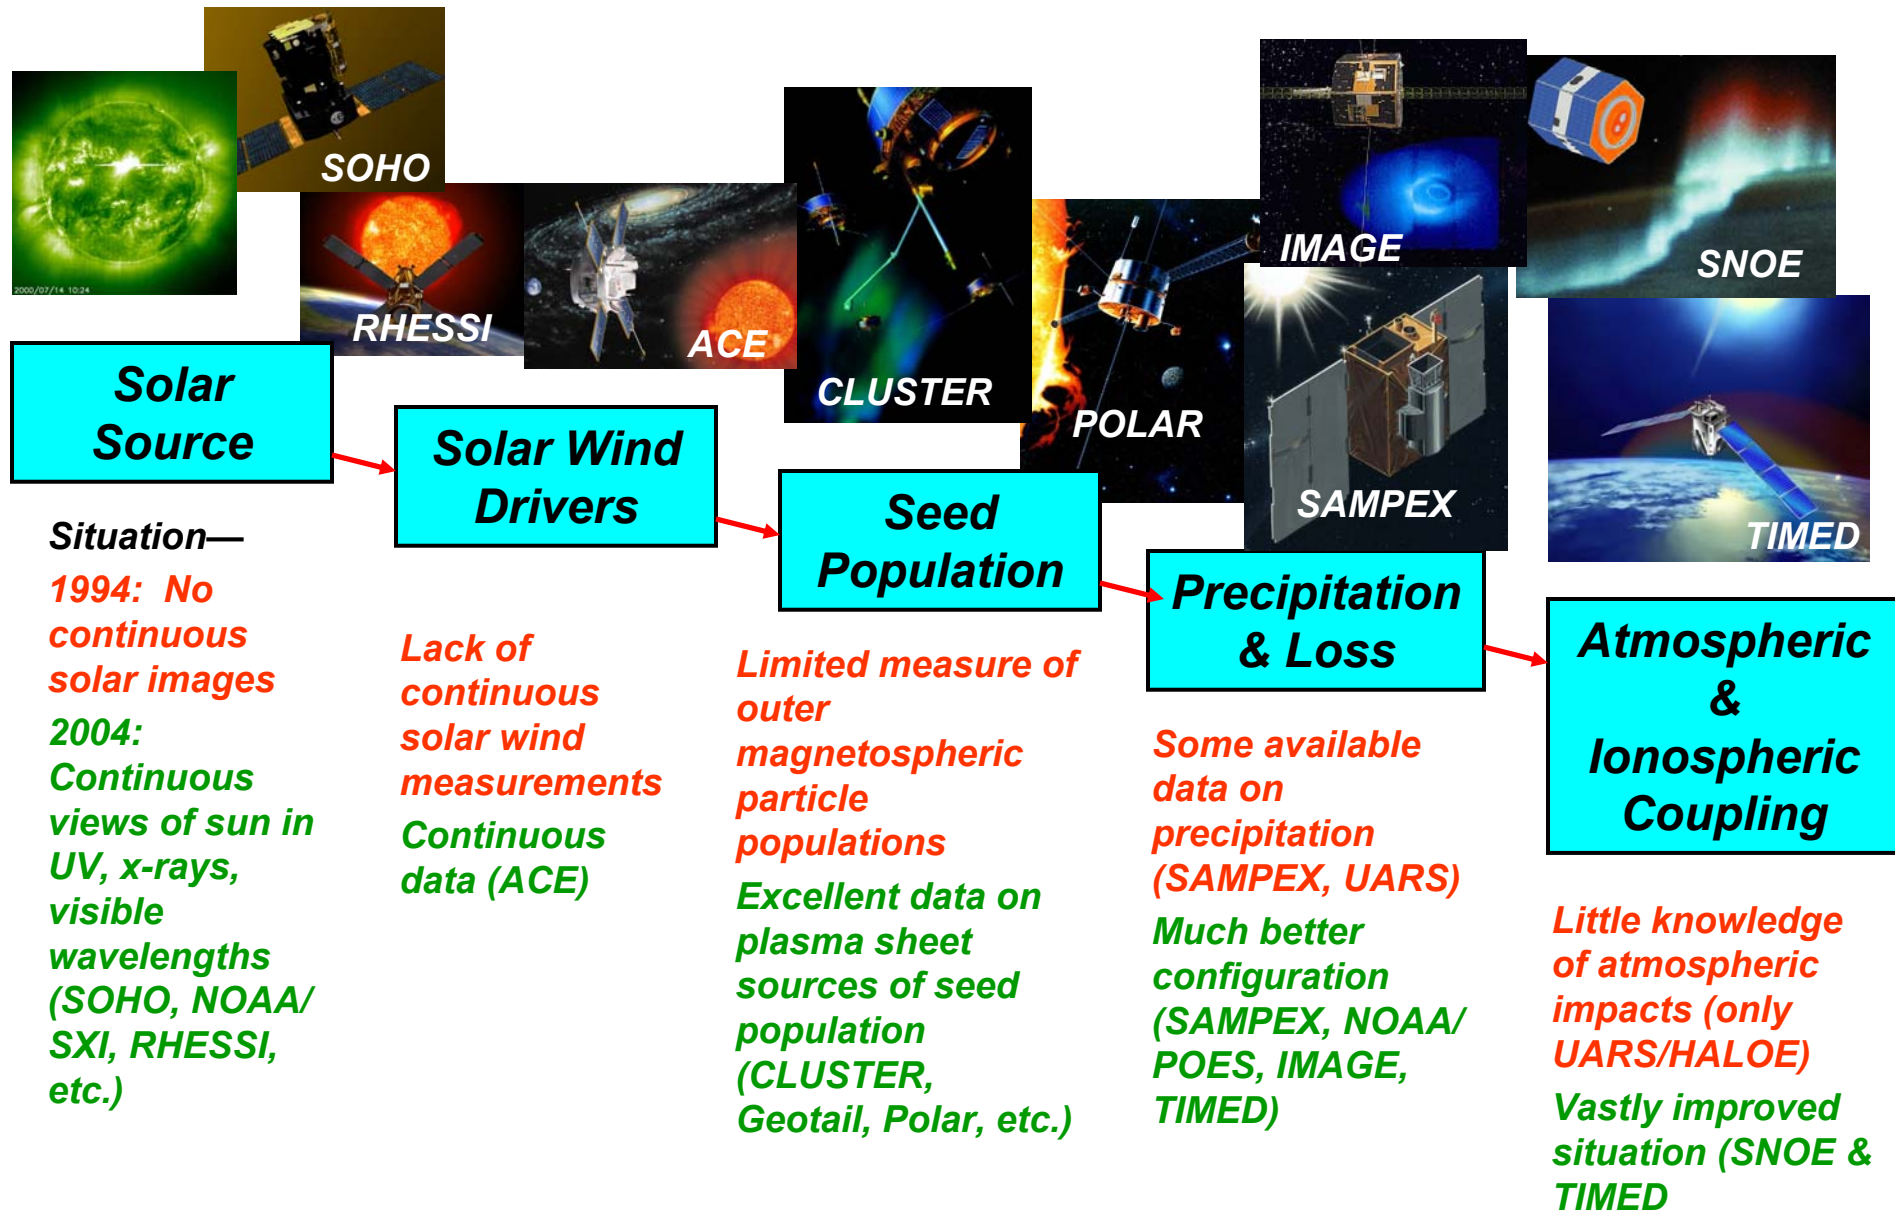 SOHO
2000/07/14 10:24
RHESSI
ACE
CLUSTER
POLAR
IMAGE
SNOE
SAMPEX
TIMED
Solar
Source
Situation—
1994:  No
continuous
solar images
2004:
Continuous
views of sun in
UV, x-rays,
visible
wavelengths
(SOHO, NOAA/
SXI, RHESSI,
etc.)
Solar Wind
Drivers
Lack of
continuous
solar wind
measurements
Continuous
data (ACE)
Seed
Population
Limited measure of
outer
magnetospheric
particle
populations
Excellent data on
plasma sheet
sources of seed
population
(CLUSTER,
Geotail, Polar, etc.)
Precipitation
& Loss
Some available
data on
precipitation
(SAMPEX, UARS)
Much better
configuration
(SAMPEX, NOAA/
POES, IMAGE,
TIMED)
Atmospheric
&
Ionospheric
Coupling
Little knowledge
of atmospheric
impacts (only
UARS/HALOE)
Vastly improved
situation (SNOE &
TIMED